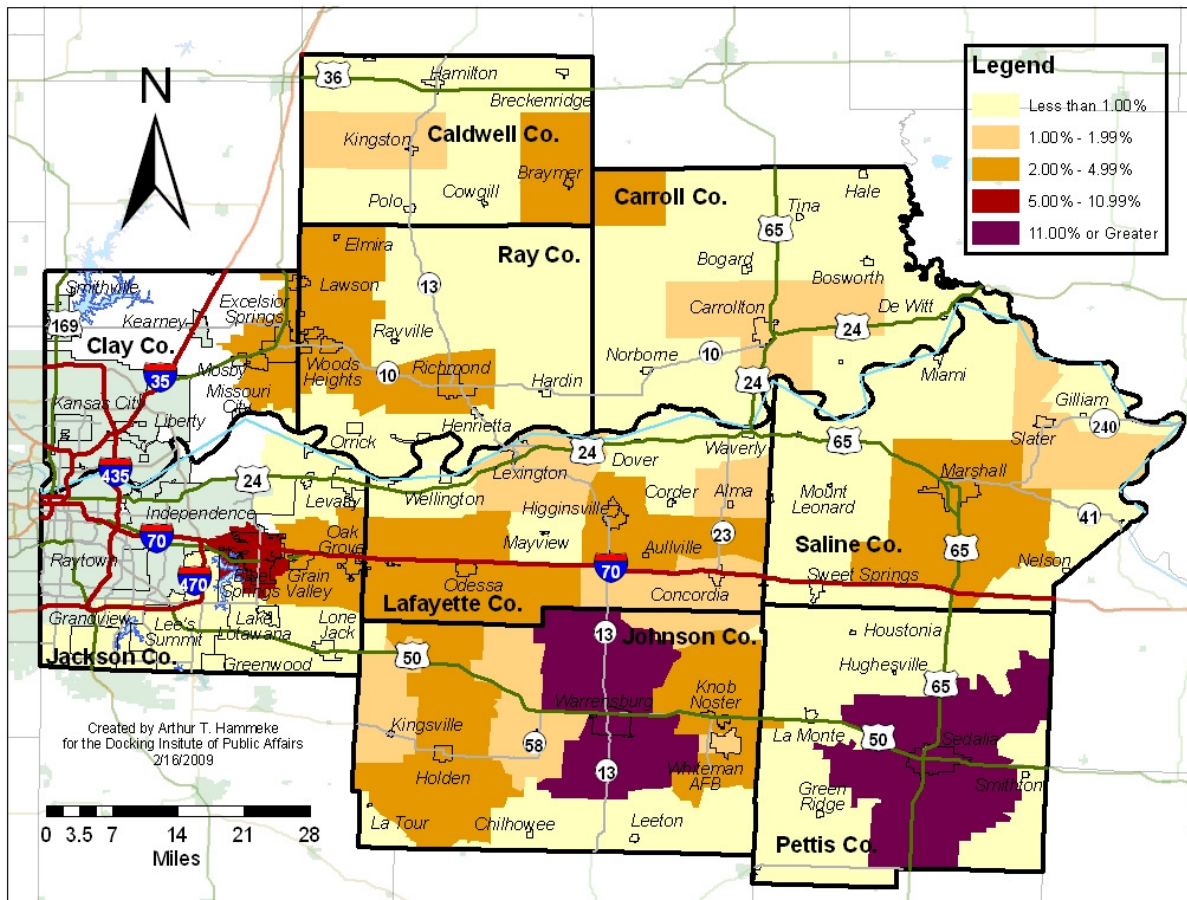 N
Legend
Less than 1.00%
1.00% - 1.99%
2.00% - 4.99%
5.00% - 10.99%
11.00% or Greater
36
Hamilton
Breckenridge
Caldwell Co.
Kingston
Braymer
Polo
Cowgill
Carroll Co.
Hale
Tina
65
Bogard
Bosworth
Carrollton
De Witt
24
Norborne
10
24
Miami
Ray Co.
Elmira
Lawson
13
Rayville
Woods
Heights
10
Richmond
Hardin
Henrietta
Orrick
Smithville
169
Kearney
Excelsior
Springs
Clay Co.
35
Mosby
Missouri
City
Kansas City
Liberty
435
24
Levasy
Independence
70
Raytown
470
Blue
Springs
Grain
Valley
Oak
Grove
Grandview
Lee's
Summit
Lake
Lotawana
Lone
Jack
Greenwood
Jackson Co.
Lexington
24
Dover
Waverly
Wellington
Higginsville
Corder
Alma
23
Mayview
Aullville
Odessa
70
Concordia
Lafayette Co.
Gilliam
240
Slater
65
Marshall
Mount
Leonard
41
Saline Co.
65
Nelson
Sweet Springs
13
Johnson Co.
50
Knob
Noster
Warrensburg
Kingsville
58
Holden
13
Whiteman
AFB
La Tour
Chilhowee
Leeton
Houstonia
Hughesville
65
La Monte
50
Sedalia
Green
Ridge
Smithton
Pettis Co.
Created by Arthur T. Hammeke
for the Docking Insitute of Public Affairs
2/16/2009
0 3.5 7 14 21 28
Miles